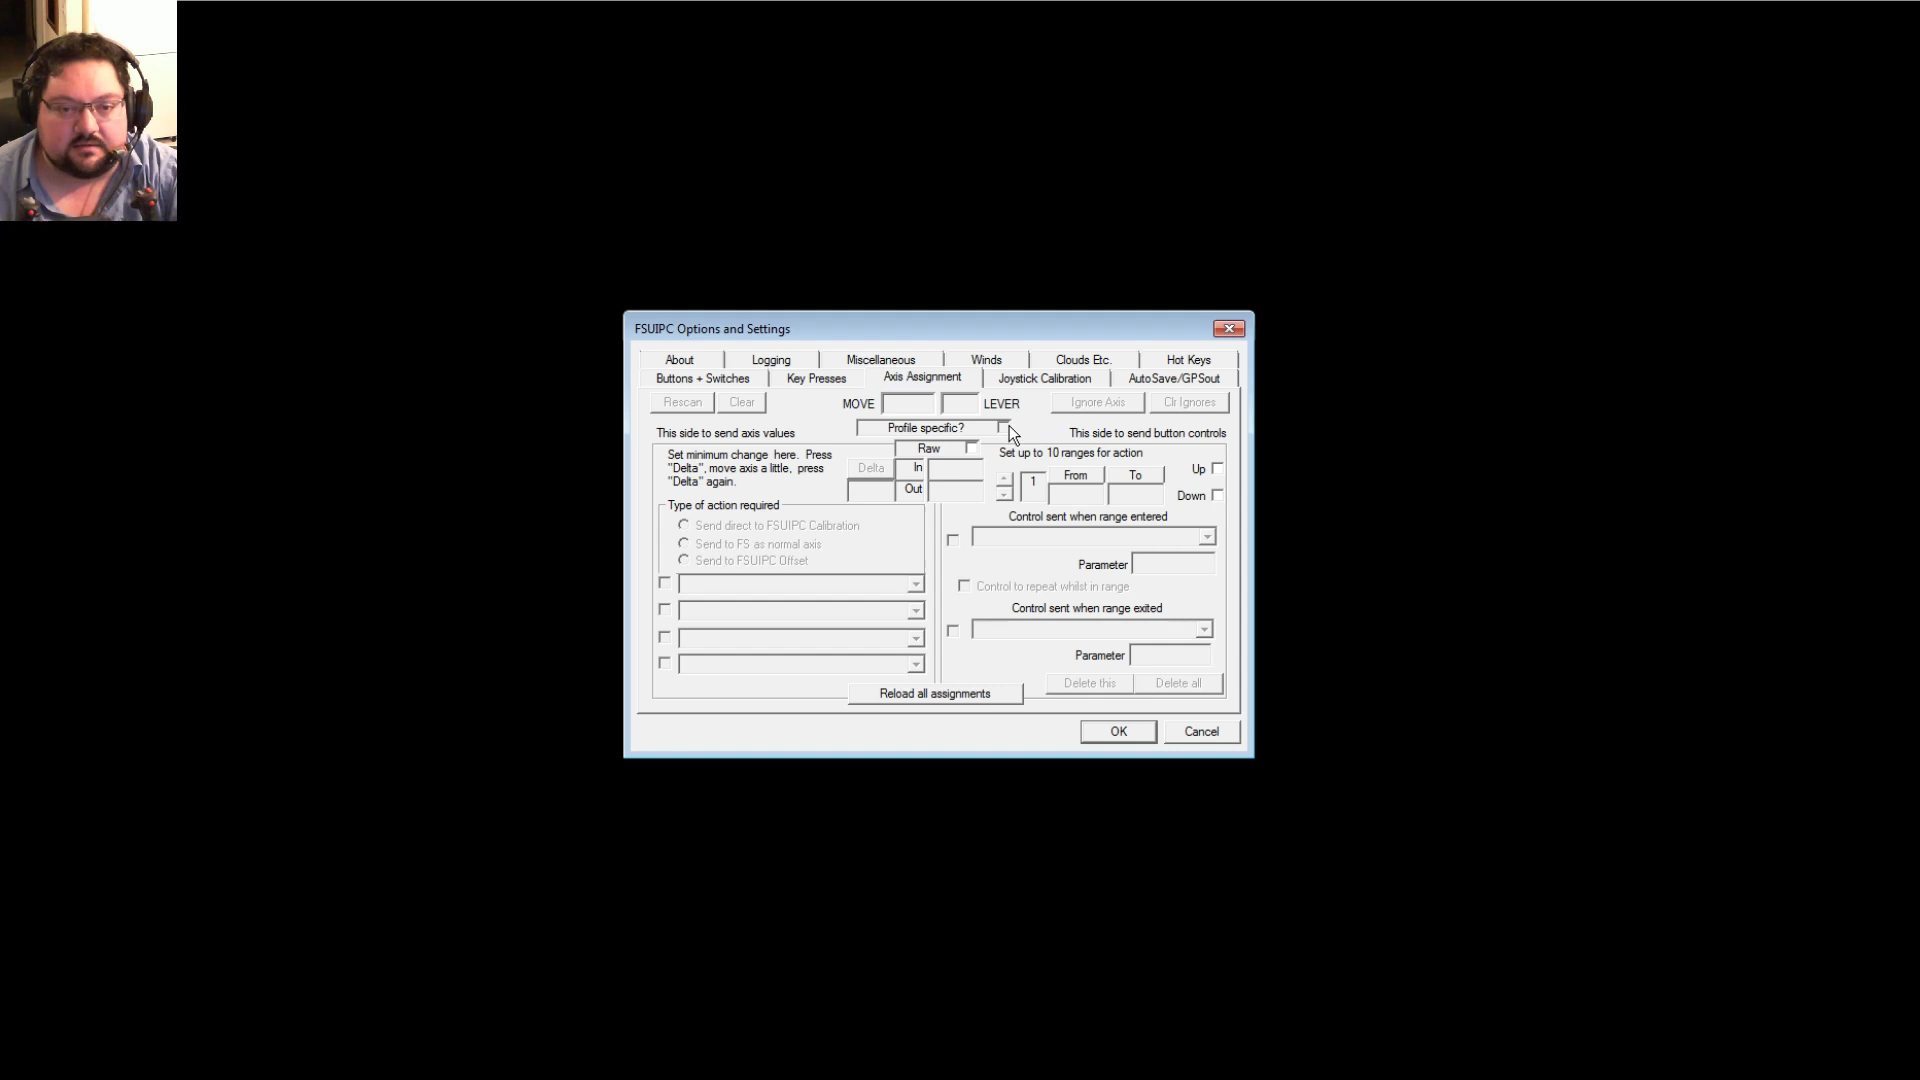 FSUIPC Options and Settings
About Logging Miscellaneous Winds Clouds Etc. Hot Keys
Buttons + Switches Key Presses Axis Assignment Joystick Calibration AutoSave/GPSout
Rescan Clear MOVE LEVER Ignore Axis Clr Ignores
Profile specific?
This side to send axis values This side to send button controls
Raw
Set minimum change here. Press
"Delta", move axis a little, press
"Delta" again.
Delta In
Out
Set up to 10 ranges for action
1 From To
Up
Down
Type of action required
Send direct to FSUIPC Calibration
Send to FS as normal axis
Send to FSUIPC Offset
Control sent when range entered
Parameter
Control to repeat whilst in range
Control sent when range exited
Parameter
Delete this Delete all
Reload all assignments
OK Cancel